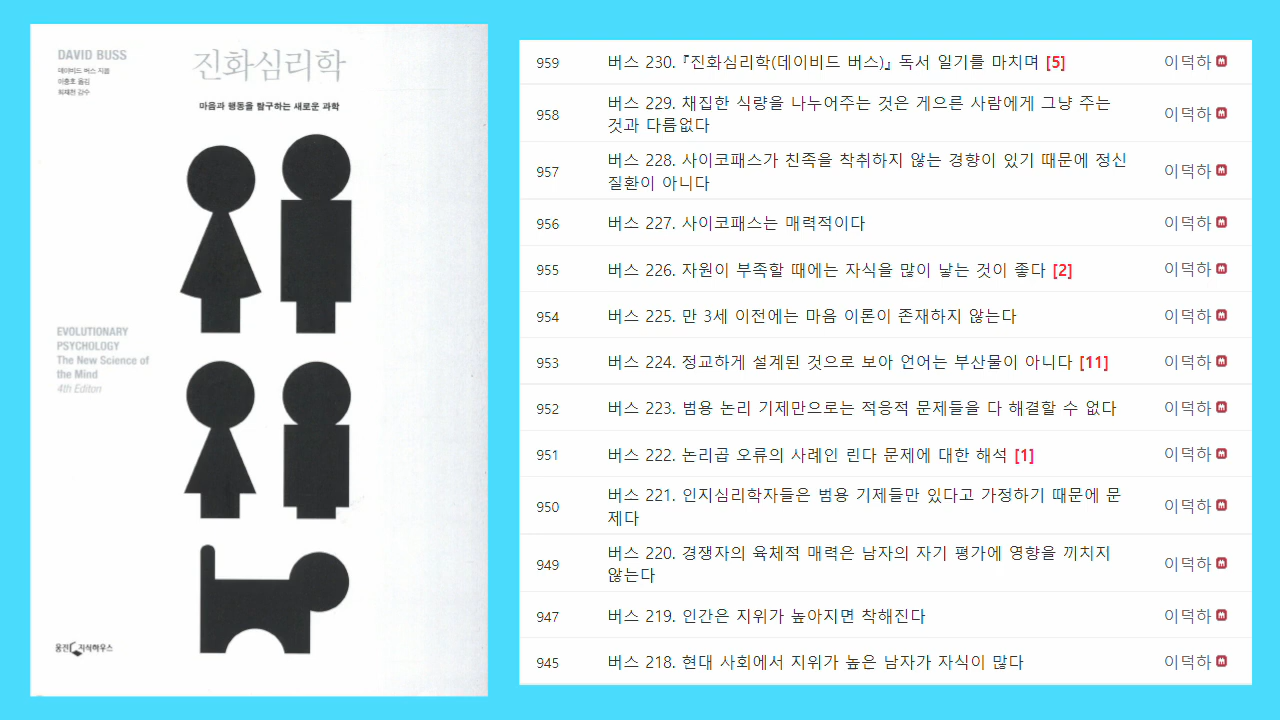 DAVID BUSS
데이비드 버스 지음
이충호 옮김
최재천 감수
진화심리학
마음과 행동을 탐구하는 새로운 과학
EVOLUTIONARY
PSYCHOLOGY
The New Science of
the Mind
4th Editon
웅진 지식하우스
959 버스 230. 『진화심리학(데이비드 버스)』 독서 일기를 마치며 [5] 이덕하
958 버스 229. 채집한 식량을 나누어주는 것은 게으른 사람에게 그냥 주는
것과 다름없다 이덕하
957 버스 228. 사이코패스가 친족을 착취하지 않는 경향이 있기 때문에 정신
질환이 아니다 이덕하
956 버스 227. 사이코패스는 매력적이다 이덕하
955 버스 226. 자원이 부족할 때에는 자식을 많이 낳는 것이 좋다 [2] 이덕하
954 버스 225. 만 3세 이전에는 마음 이론이 존재하지 않는다 이덕하
953 버스 224. 정교하게 설계된 것으로 보아 언어는 부산물이 아니다 [11] 이덕하
952 버스 223. 범용 논리 기제만으로는 적응적 문제들을 다 해결할 수 없다 이덕하
951 버스 222. 논리곱 오류의 사례인 린다 문제에 대한 해석 [1] 이덕하
950 버스 221. 인지심리학자들은 범용 기제들만 있다고 가정하기 때문에 문
제다 이덕하
949 버스 220. 경쟁자의 육체적 매력은 남자의 자기 평가에 영향을 끼치지
않는다 이덕하
947 버스 219. 인간은 지위가 높아지면 착해진다 이덕하
945 버스 218. 현대 사회에서 지위가 높은 남자가 자식이 많다 이덕하